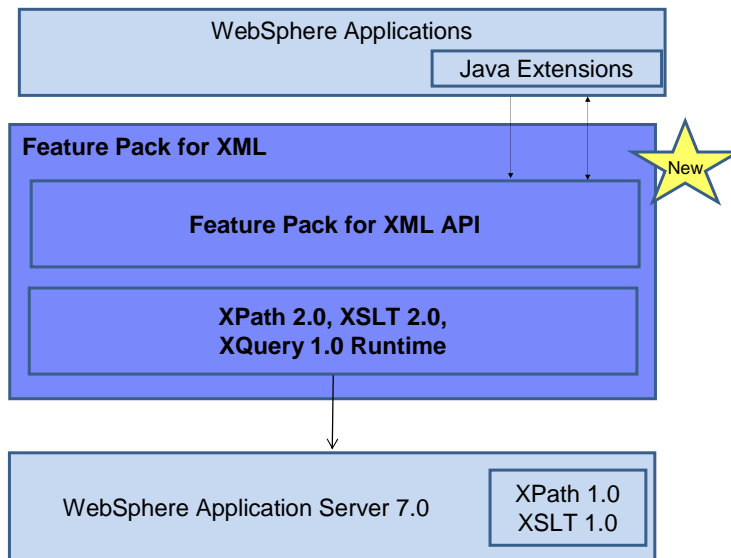 WebSphere Applications
Java Extensions
Feature Pack for XML
New
Feature Pack for XML API
XPath 2.0, XSLT 2.0,
XQuery 1.0 Runtime
WebSphere Application Server 7.0
XPath 1.0
XSLT 1.0